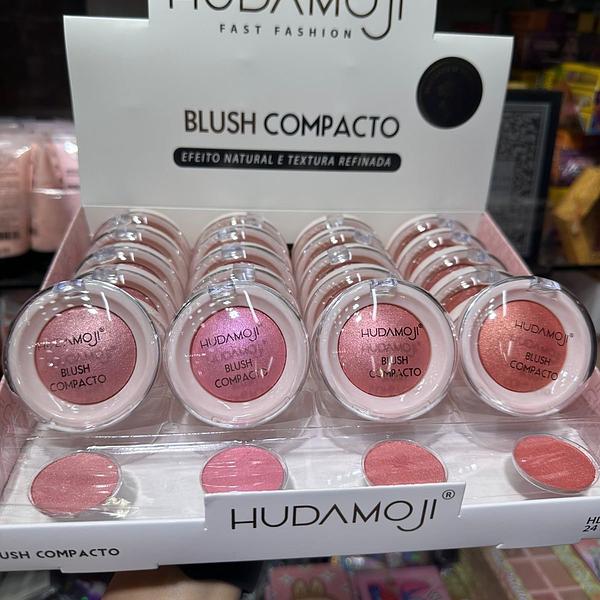 HUDAMOJI
FAST FASHION
BLUSH COMPACTO
EFEITO NATURAL E TEXTURA REFINADA
HUDAMOJI
BLUSH
COMPACTO
HUDAMOJI
BLUSH
COMPACTO
HUDAMOJI®
BLUSH
COMPACTO
HUDAMOJI®
BLUSH
COMPACTO
HUDAMOJI®
USH COMPACTO
24